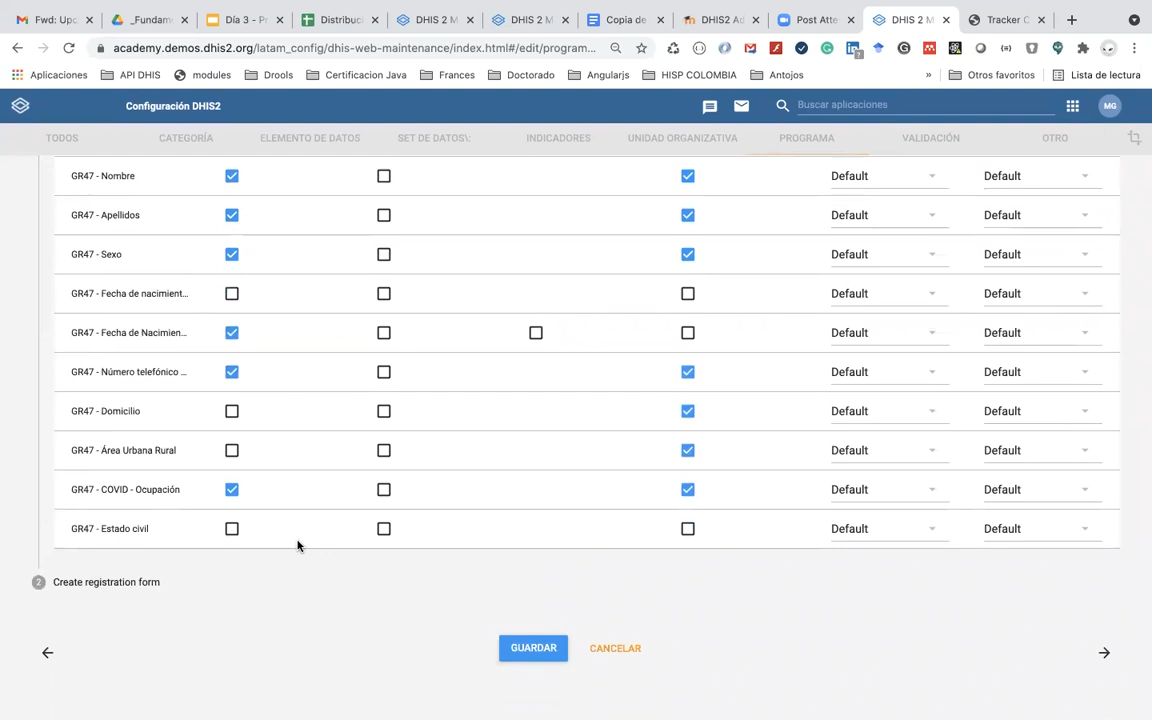 Fwd: Upc
_Fundam
Día 3 - P
Distribuci
DHIS 2 M
DHIS 2 M
Copia de
DHIS2 Ad
Post Atte
DHIS 2 M
Tracker C
academy.demos.dhis2.org/latam_config/dhis-web-maintenance/index.html#/edit/program...
Aplicaciones
API DHIS
modules
Drools
Certificacion Java
Frances
Doctorado
Angularjs
HISP COLOMBIA
Antojos
»
Otros favoritos
Lista de lectura
Configuración DHIS2
Buscar aplicaciones
MG
TODOS
CATEGORÍA
ELEMENTO DE DATOS
SET DE DATOS\:
INDICADORES
UNIDAD ORGANIZATIVA
PROGRAMA
VALIDACIÓN
OTRO
GR47 - Nombre Default Default
GR47 - Apellidos Default Default
GR47 - Sexo Default Default
GR47 - Fecha de nacimient... Default Default
GR47 - Fecha de Nacimien... Default Default
GR47 - Número telefónico ... Default Default
GR47 - Domicilio Default Default
GR47 - Área Urbana Rural Default Default
GR47 - COVID - Ocupación Default Default
GR47 - Estado civil Default Default
2 Create registration form
GUARDAR
CANCELAR